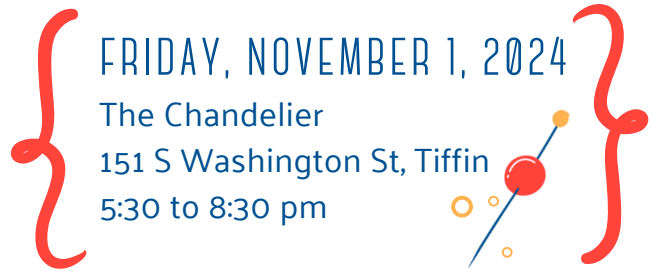 FRIDAY, NOVEMBER 1, 2024
The Chandelier
151 S Washington St, Tiffin
5:30 to 8:30 pm